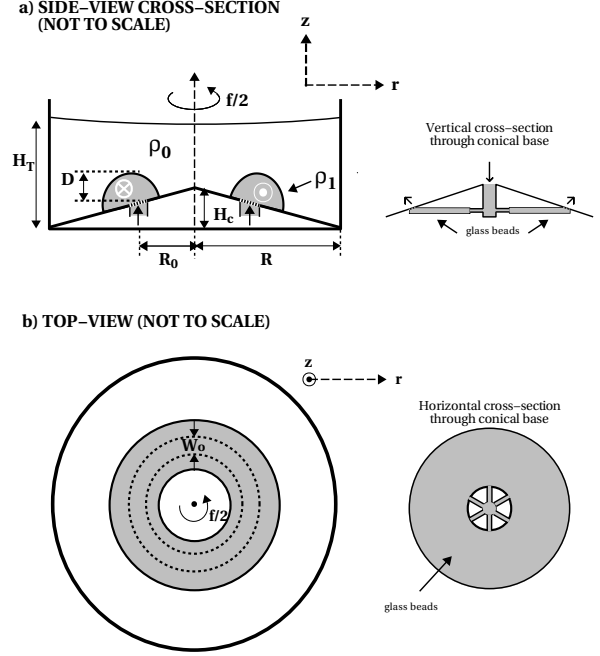 a) SIDE–VIEW CROSS–SECTION
(NOT TO SCALE)
z
r
f/2
H_T
ρ₀
D
ρ₁
H_c
R₀
R
Vertical cross–section
through conical base
glass beads
b) TOP–VIEW (NOT TO SCALE)
z
r
W₀
f/2
Horizontal cross–section
through conical base
glass beads